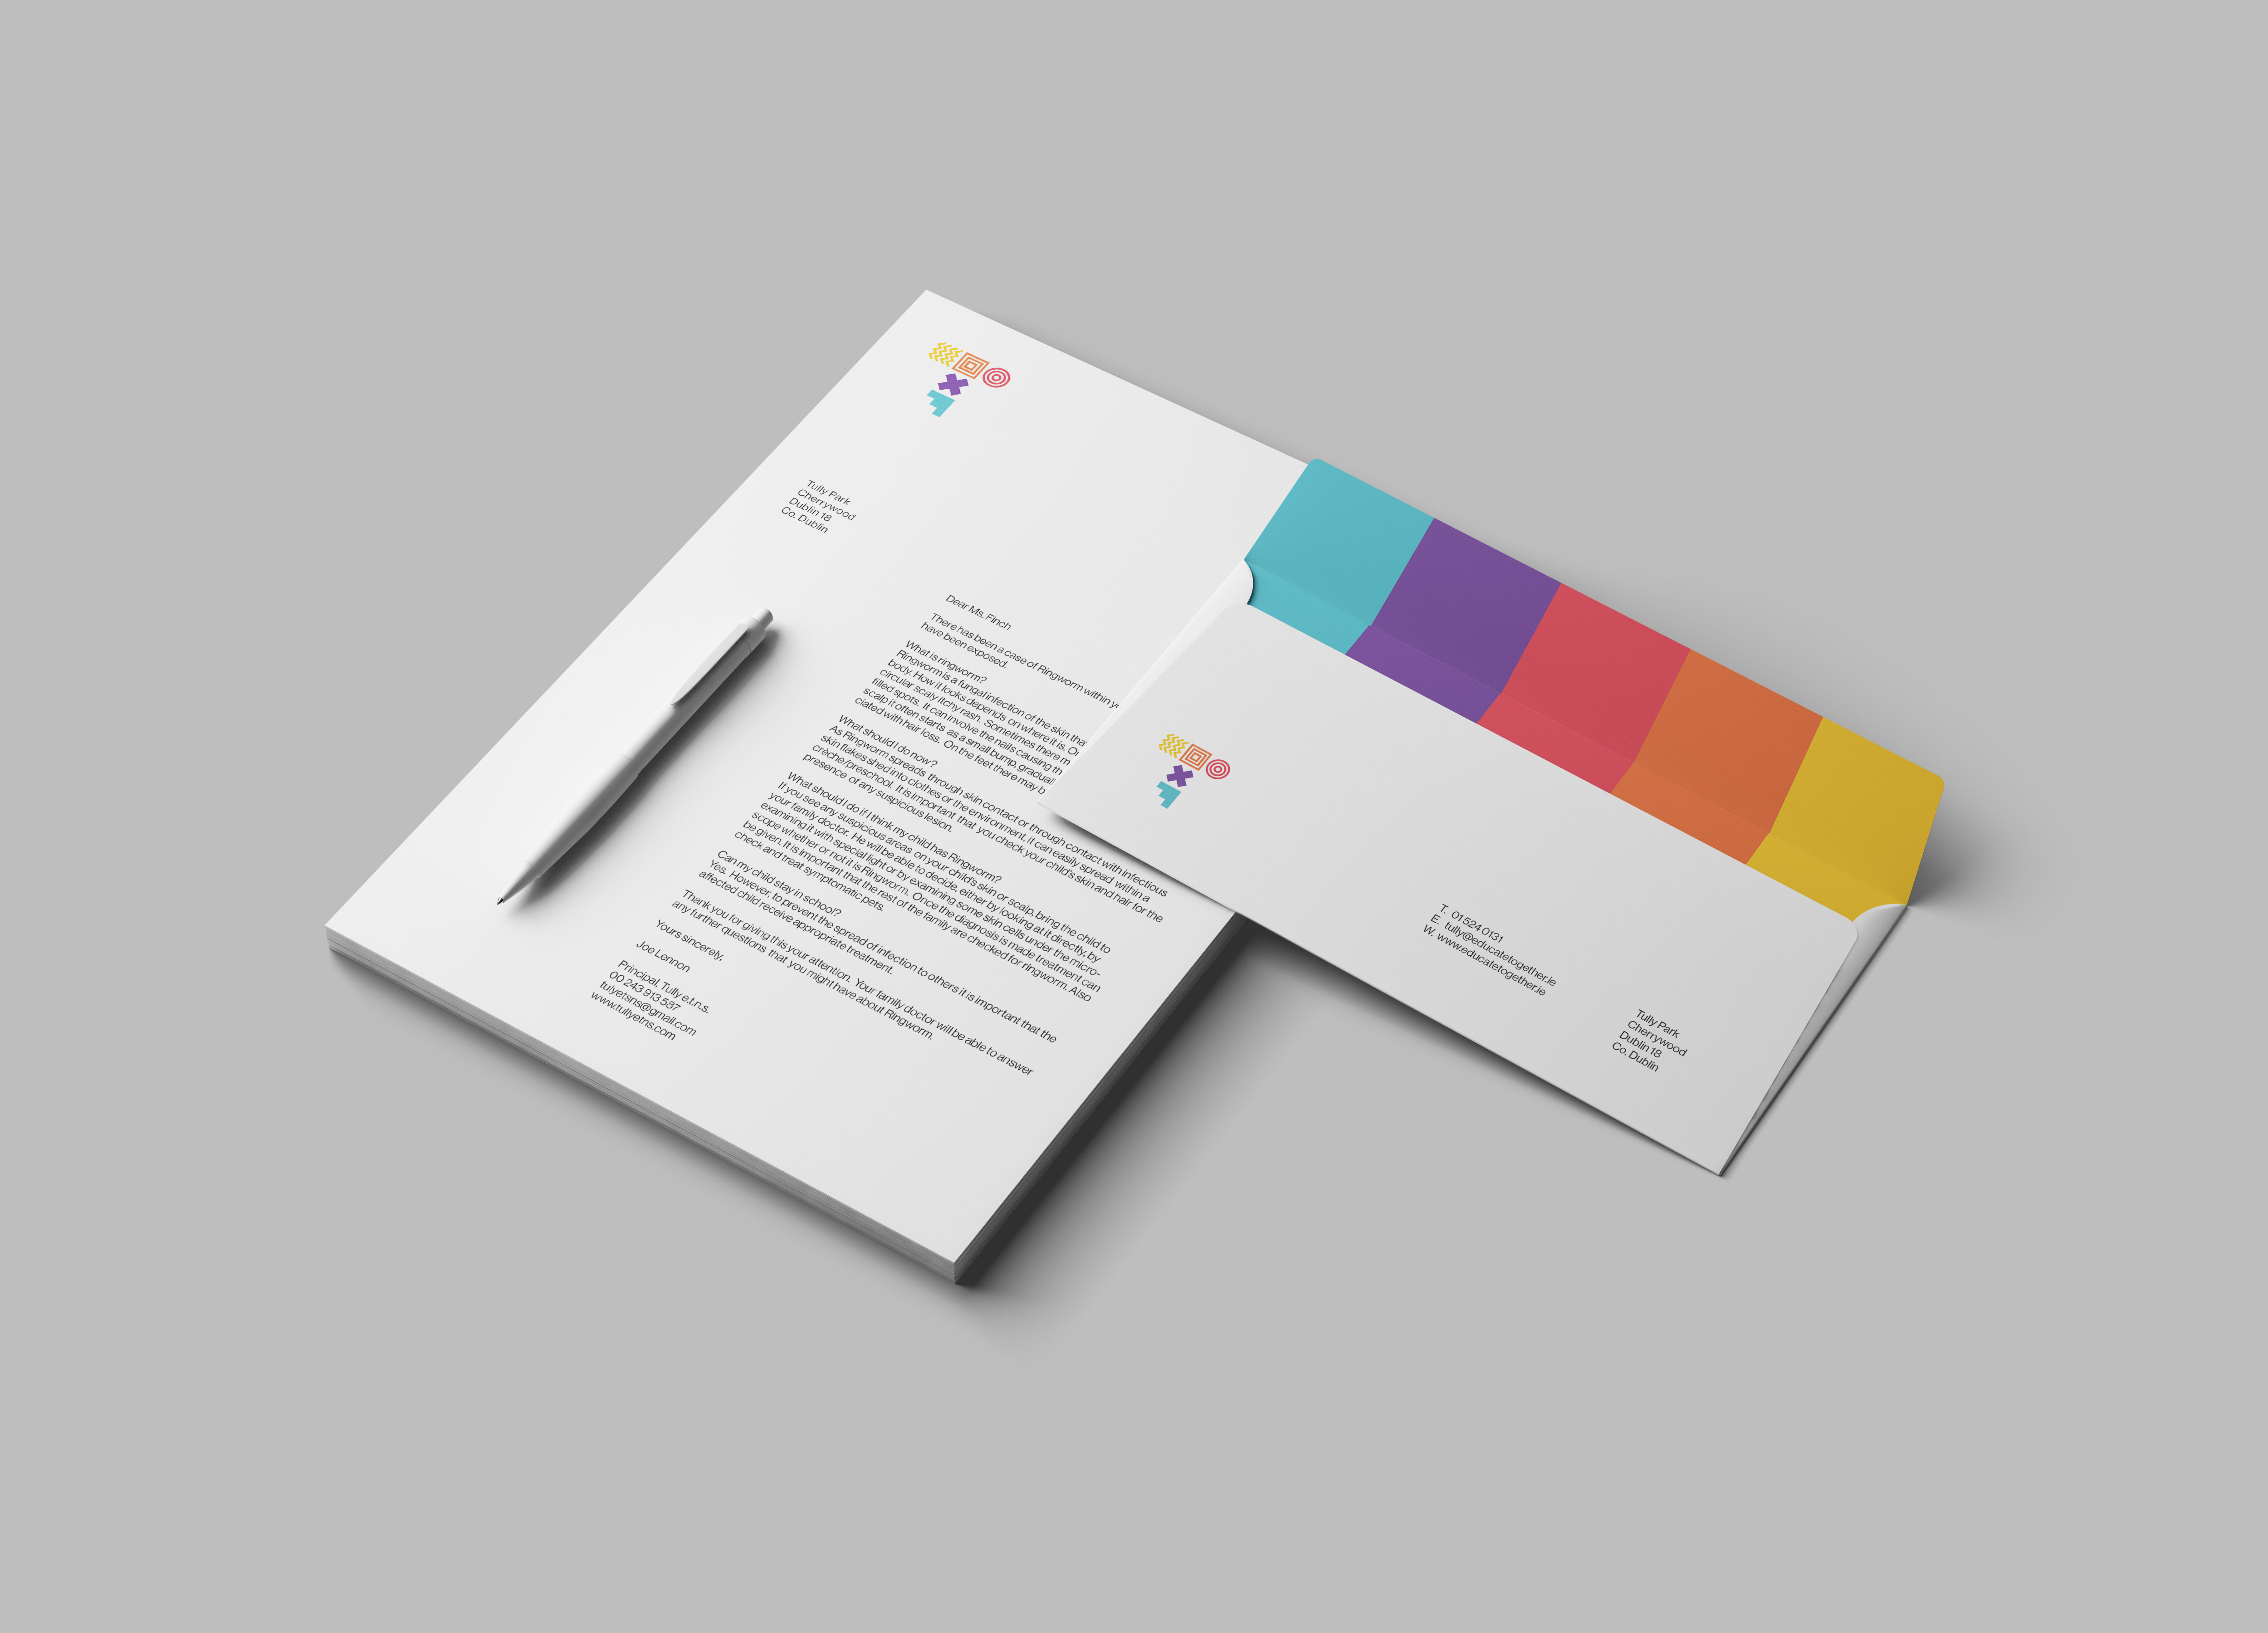 Tully Park
Cherrywood
Dublin 18
Co. Dublin
Dear Ms. Finch
There has been a case of Ringworm within
have been exposed.
What is ringworm?
Ringworm is a fungal infection of the skin
body. How it looks depends on where it is.
circular scaly itchy rash. Sometimes there
filled spots. It can involve the nails causing
scalp it often starts as a small bump,
ciated with hair loss. On the feet there may
What should I do now?
As Ringworm spreads through skin contact or through contact with infectious
skin flakes shed into clothes or the environment, it can easily spread within a
crèche/preschool. It is important that you check your child's skin and hair for the
presence of any suspicious lesion.
What should I do if I think my child has Ringworm?
If you see any suspicious areas on your child's skin or scalp, bring the child to
your family doctor. He will be able to decide, either by looking at it directly, by
examining it with special light or by examining some skin cells under the micro-
scope whether or not it is Ringworm. Once the diagnosis is made treatment can
be given. It is important that the rest of the family are checked for ringworm. Also
check and treat symptomatic pets.
Can my child stay in school?
Yes. However, to prevent the spread of infection to others it is important that the
affected child receive appropriate treatment.
Thank you for giving this your attention. Your family doctor will be able to answer
any further questions that you might have about Ringworm.
Yours sincerely,
Joe Lennon
Principal, Tully e.t.n.s.
00 243 913 587
tulyetsns@gmail.com
www.tullyetns.com
T. 01 524 0131
E. tully@educatetogether.ie
W. www.educatetogether.ie
Tully Park
Cherrywood
Dublin 18
Co. Dublin